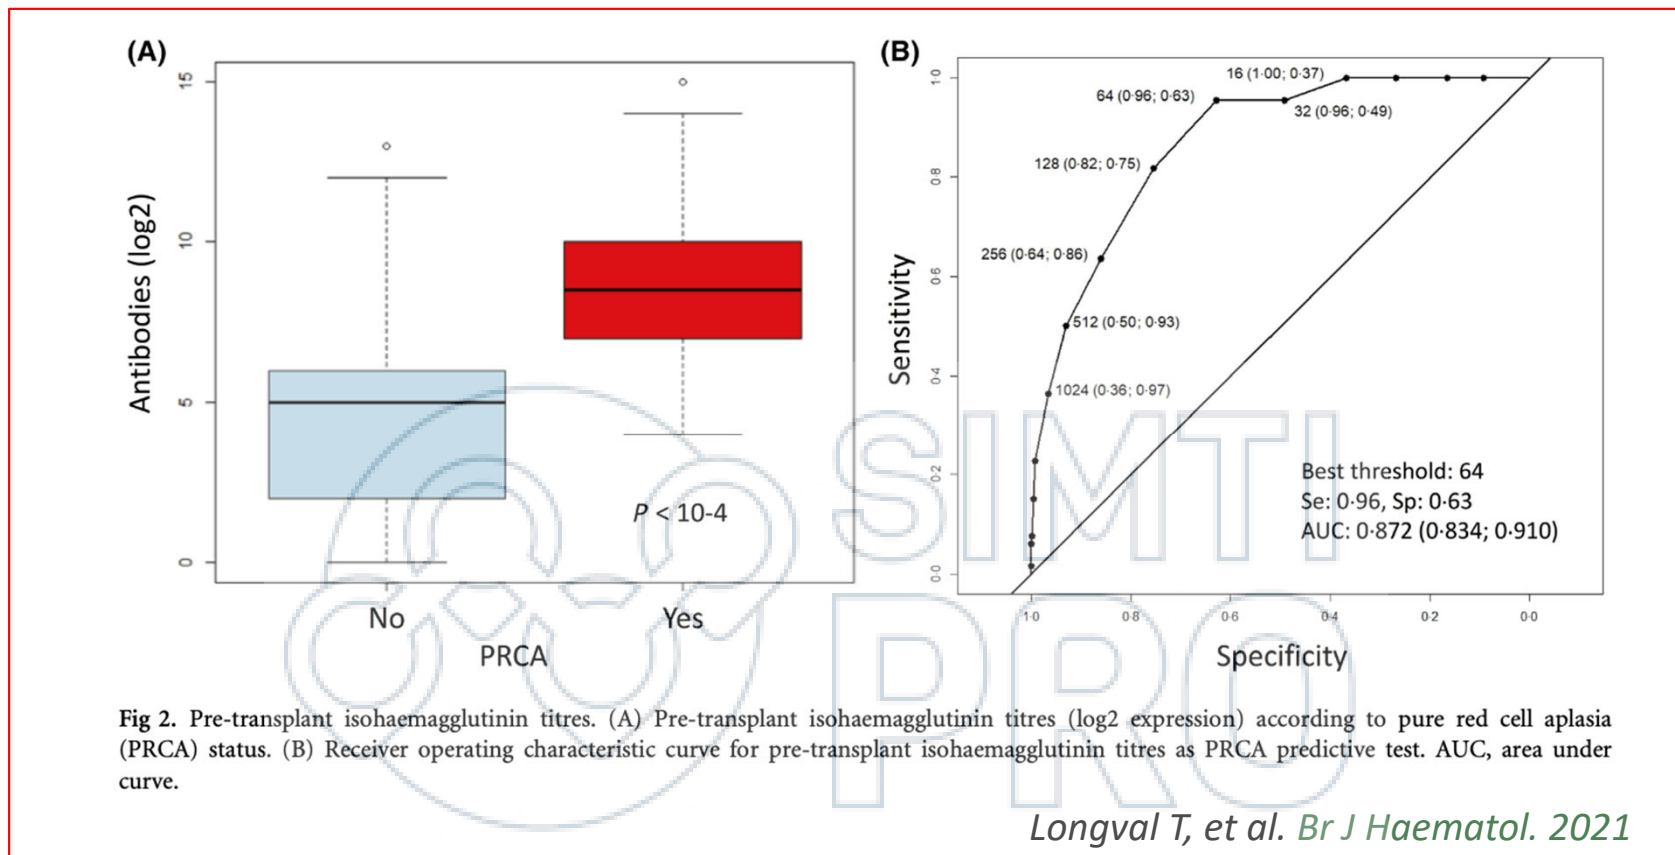 (A)
15
10
5
0
Antibodies (log2)
P < 10-4
No
Yes
PRCA
(B)
1·0
0·8
0·6
0·4
0·2
0·0
Sensitivity
16 (1·00; 0·37)
64 (0·96; 0·63)
32 (0·96; 0·49)
128 (0·82; 0·75)
256 (0·64; 0·86)
512 (0·50; 0·93)
1024 (0·36; 0·97)
Best threshold: 64
Se: 0·96, Sp: 0·63
AUC: 0·872 (0·834; 0·910)
1·0 0·8 0·6 0·4 0·2 0·0
Specificity
SIMTI
PRO
Fig 2. Pre-transplant isohaemagglutinin titres. (A) Pre-transplant isohaemagglutinin titres (log2 expression) according to pure red cell aplasia
(PRCA) status. (B) Receiver operating characteristic curve for pre-transplant isohaemagglutinin titres as PRCA predictive test. AUC, area under
curve.
Longval T, et al. Br J Haematol. 2021